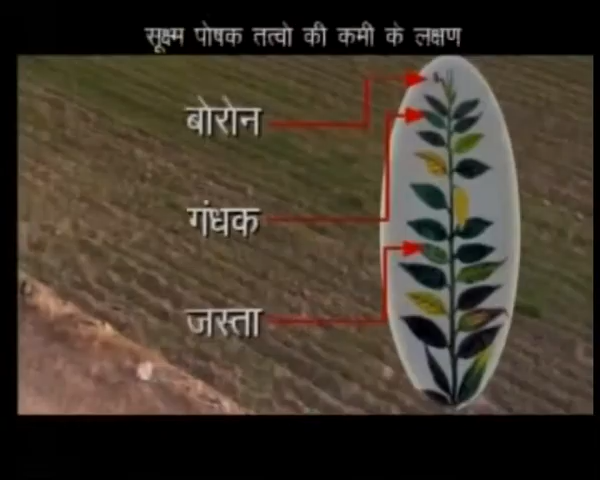 सूक्ष्म पोषक तत्वो की कमी के लक्षण
बोरोन
गंधक
जस्ता